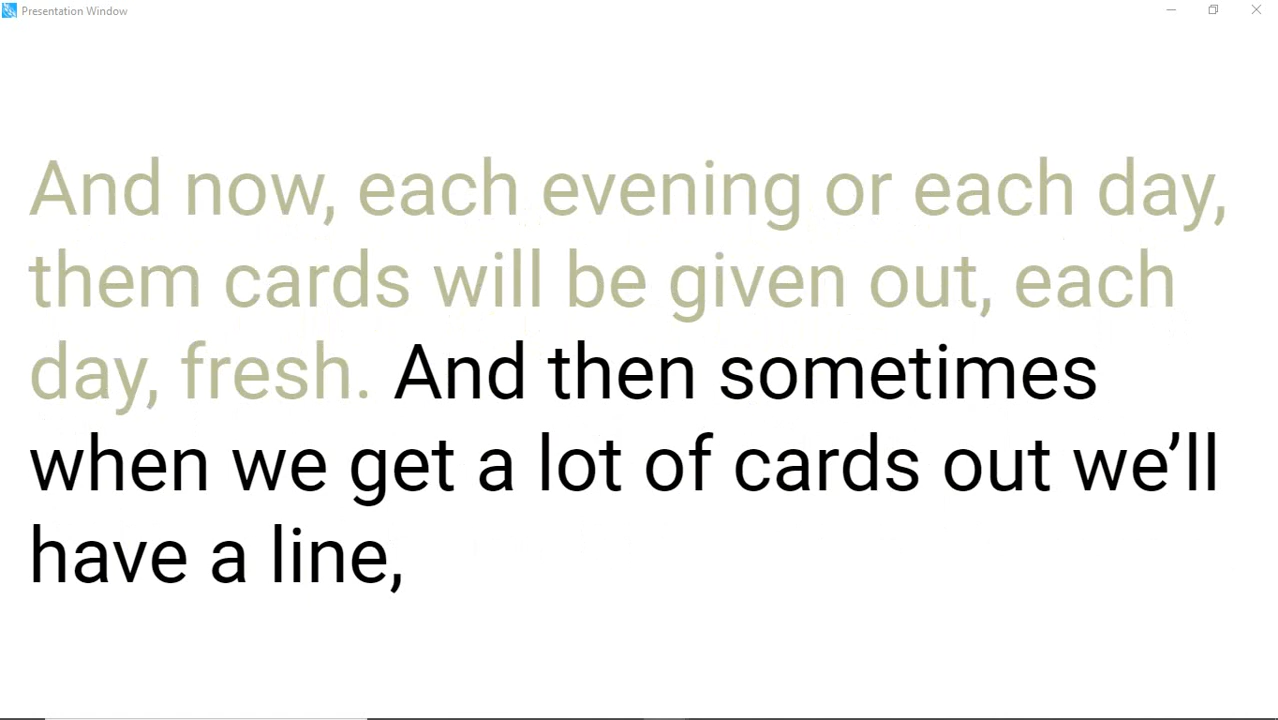 Presentation Window
And now, each evening or each day,
them cards will be given out, each
day, fresh. And then sometimes
when we get a lot of cards out we’ll
have a line,